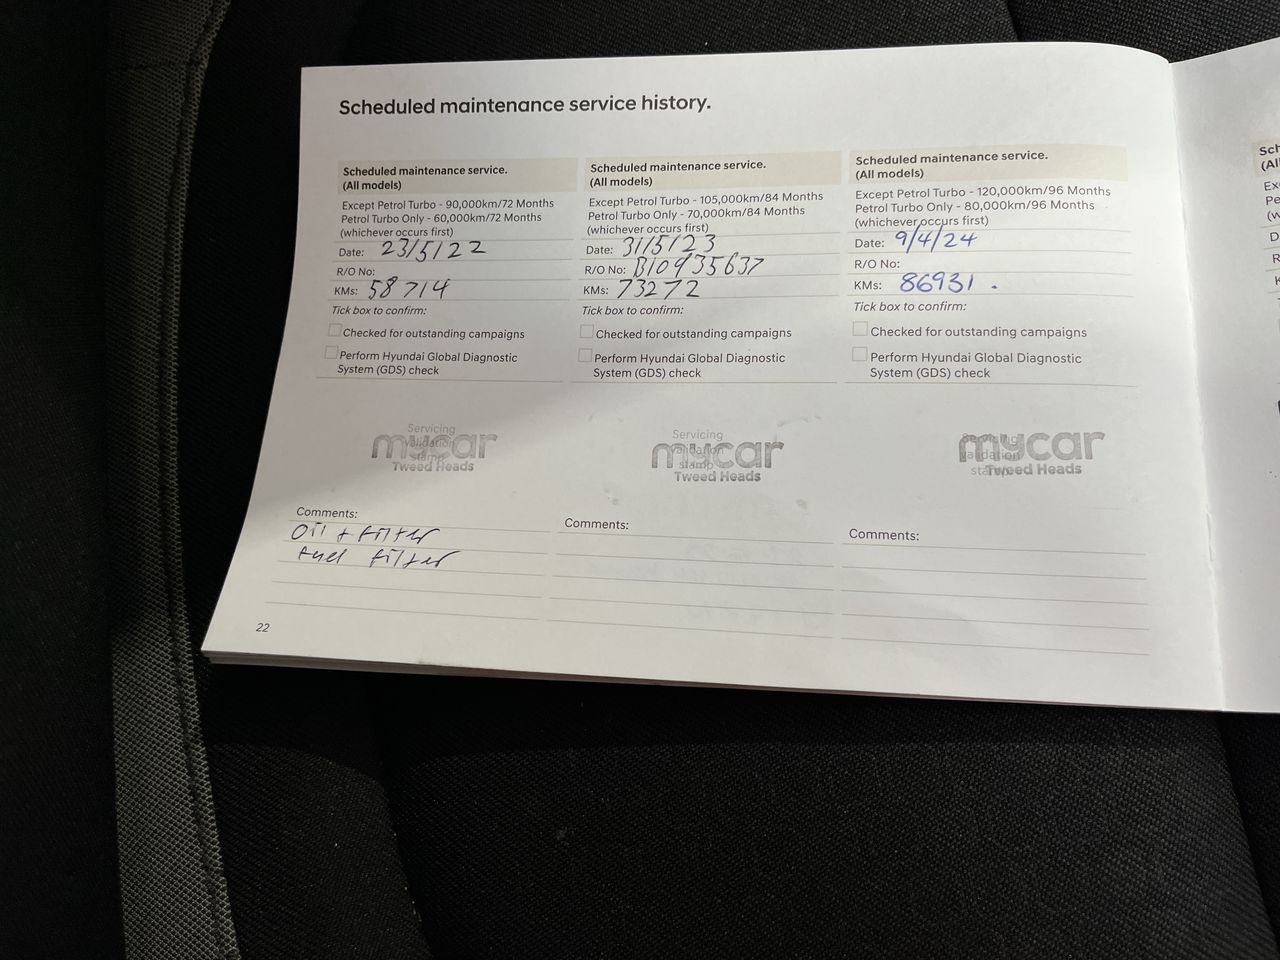 Scheduled maintenance service history.
Scheduled maintenance service.
(All models)
Except Petrol Turbo - 90,000km/72 Months
Petrol Turbo Only - 60,000km/72 Months
(whichever occurs first)
Date: 23/5/22
R/O No:
KMs: 58714
Tick box to confirm:
Checked for outstanding campaigns
Perform Hyundai Global Diagnostic
System (GDS) check
Servicing
validation
stamp
mycar
Tweed Heads
Comments:
Oil + filter
fuel filter
22
Scheduled maintenance service.
(All models)
Except Petrol Turbo - 105,000km/84 Months
Petrol Turbo Only - 70,000km/84 Months
(whichever occurs first)
Date: 31/5/23
R/O No: B10935637
KMs: 73272
Tick box to confirm:
Checked for outstanding campaigns
Perform Hyundai Global Diagnostic
System (GDS) check
Servicing
validation
stamp
mycar
Tweed Heads
Comments:
Scheduled maintenance service.
(All models)
Except Petrol Turbo - 120,000km/96 Months
Petrol Turbo Only - 80,000km/96 Months
(whichever occurs first)
Date: 9/4/24
R/O No:
KMs: 86931 .
Tick box to confirm:
Checked for outstanding campaigns
Perform Hyundai Global Diagnostic
System (GDS) check
Servicing
validation
stamp
mycar
Tweed Heads
Comments: